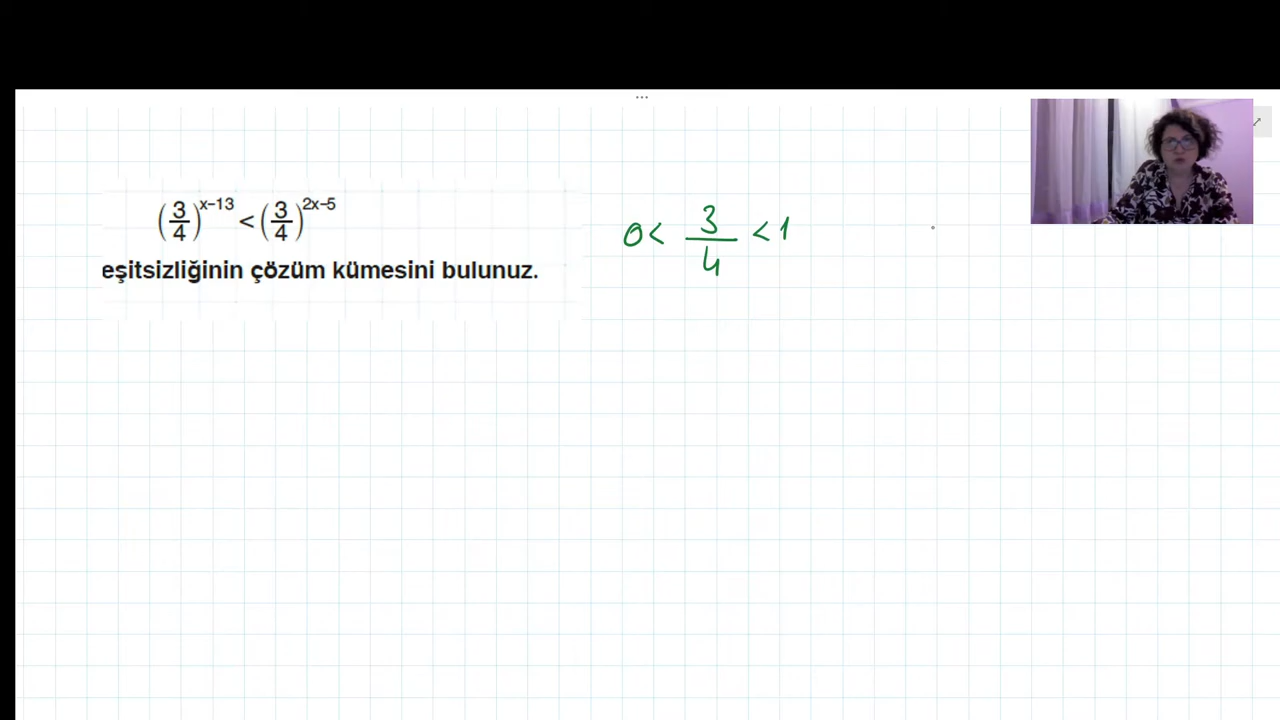 (3/4)^x−13 < (3/4)^2x−5
eşitsizliğinin çözüm kümesini bulunuz.
0 < 3/4 < 1